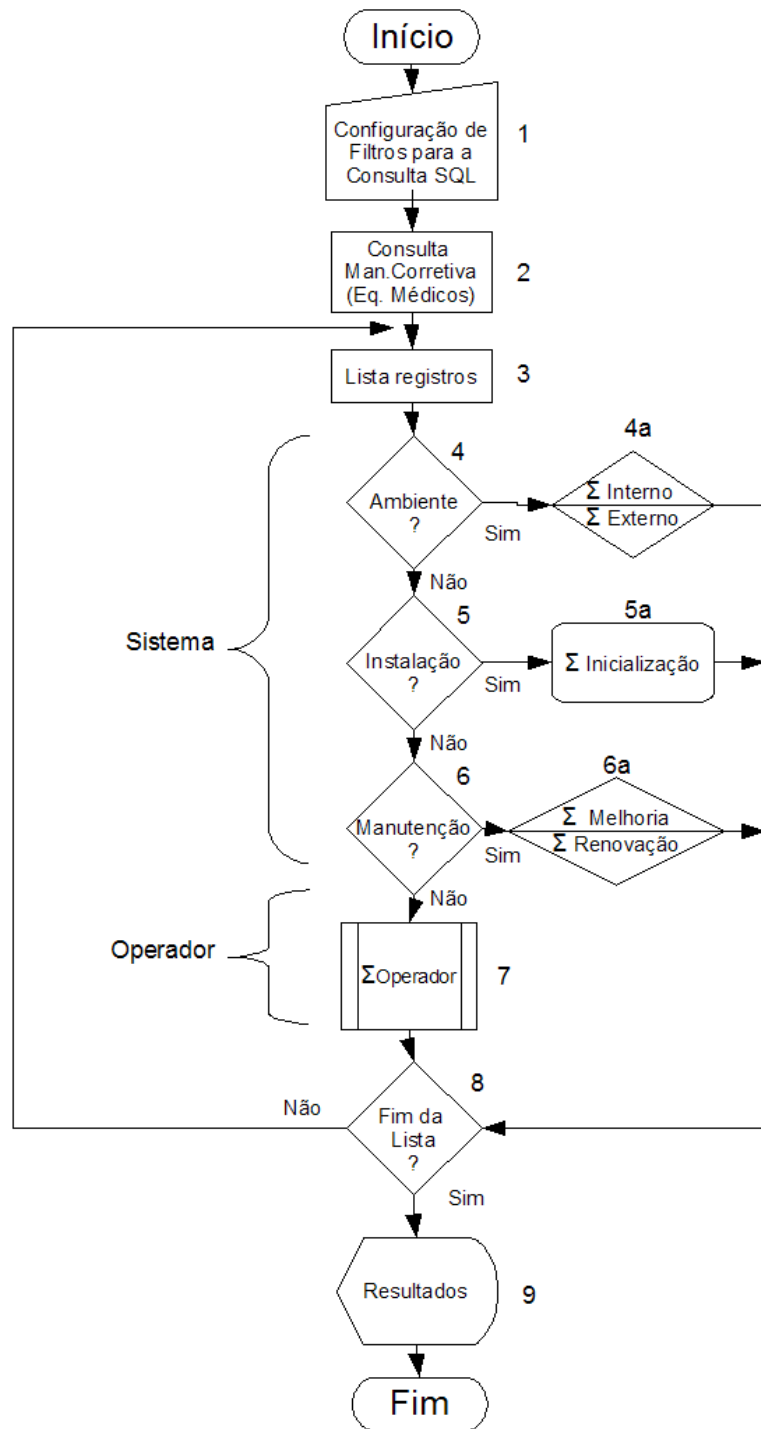 Início
Configuração de
Filtros para a
Consulta SQL
1
Consulta
Man.Corretiva
(Eq. Médicos)
2
Lista registros
3
4
4a
Ambiente
?
Sim
Σ Interno
Σ Externo
Não
5
5a
Sistema
Instalação
?
Sim
Σ Inicialização
Não
6
6a
Manutenção
?
Sim
Σ Melhoria
Σ Renovação
Não
Operador
ΣOperador
7
8
Não
Fim da
Lista
?
Sim
Resultados
9
Fim